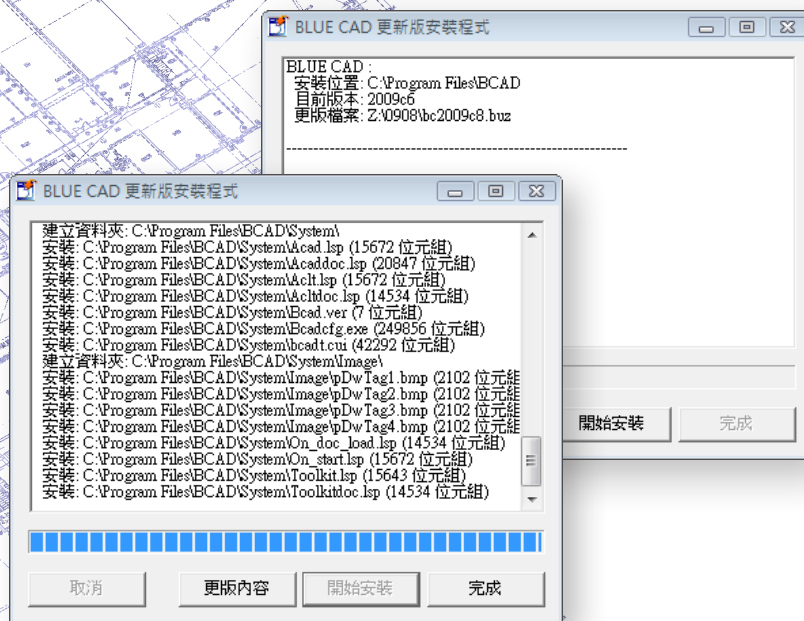 BLUE CAD 更新版安裝程式
BLUE CAD :
安裝位置: C:\Program Files\BCAD
目前版本: 2009c6
更版檔案: Z:\0908\bc2009c8.buz
--------------------------------------------------------------
開始安裝
完成
BLUE CAD 更新版安裝程式
建立資料夾: C:\Program Files\BCAD\System\
安裝: C:\Program Files\BCAD\System\Acad.lsp (15672 位元組)
安裝: C:\Program Files\BCAD\System\Acaddoc.lsp (20847 位元組)
安裝: C:\Program Files\BCAD\System\Aclt.lsp (15672 位元組)
安裝: C:\Program Files\BCAD\System\Acltdoc.lsp (14534 位元組)
安裝: C:\Program Files\BCAD\System\Bcad.ver (7 位元組)
安裝: C:\Program Files\BCAD\System\Bcadcfg.exe (249856 位元組)
安裝: C:\Program Files\BCAD\System\bcadt.cui (42292 位元組)
建立資料夾: C:\Program Files\BCAD\System\Image\
安裝: C:\Program Files\BCAD\System\Image\pDwTag1.bmp (2102 位元組
安裝: C:\Program Files\BCAD\System\Image\pDwTag2.bmp (2102 位元組
安裝: C:\Program Files\BCAD\System\Image\pDwTag3.bmp (2102 位元組
安裝: C:\Program Files\BCAD\System\Image\pDwTag4.bmp (2102 位元組
安裝: C:\Program Files\BCAD\System\On_doc_load.lsp (14534 位元組)
安裝: C:\Program Files\BCAD\System\On_start.lsp (15672 位元組)
安裝: C:\Program Files\BCAD\System\Toolkit.lsp (15643 位元組)
安裝: C:\Program Files\BCAD\System\Toolkitdoc.lsp (14534 位元組)
取消
更版內容
開始安裝
完成